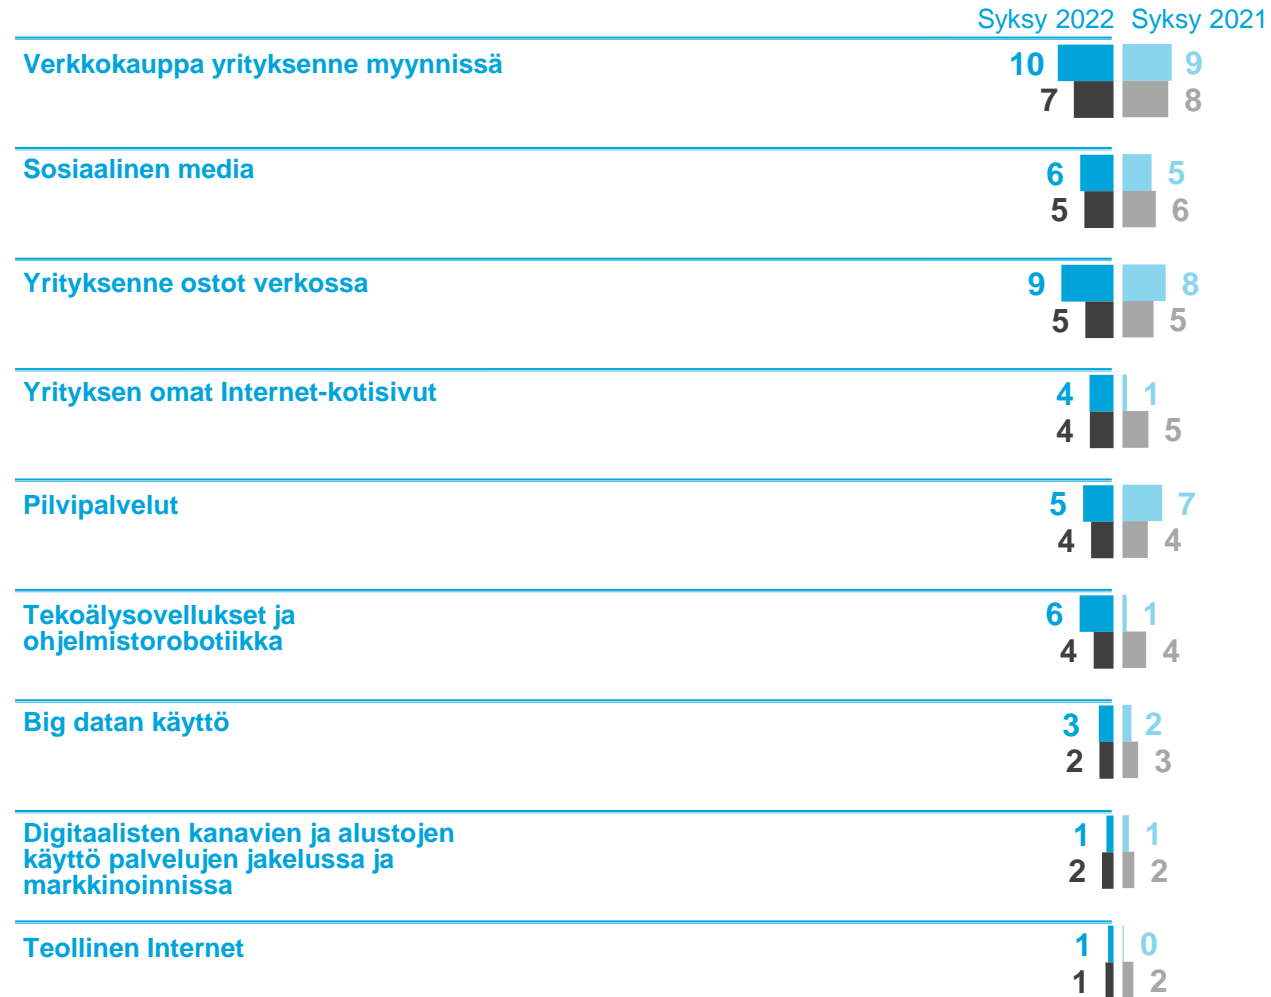 Syksy 2022 Syksy 2021
Verkkokauppa yrityksenne myynnissä 10 9
7 8
Sosiaalinen media 6 5
5 6
Yrityksenne ostot verkossa 9 8
5 5
Yrityksen omat Internet-kotisivut 4 1
4 5
Pilvipalvelut 5 7
4 4
Tekoälysovellukset ja 6 1
ohjelmistorobotiikka 4 4
Big datan käyttö 3 2
2 3
Digitaalisten kanavien ja alustojen 1 1
käyttö palvelujen jakelussa ja 2 2
markkinoinnissa
Teollinen Internet 1 0
1 2